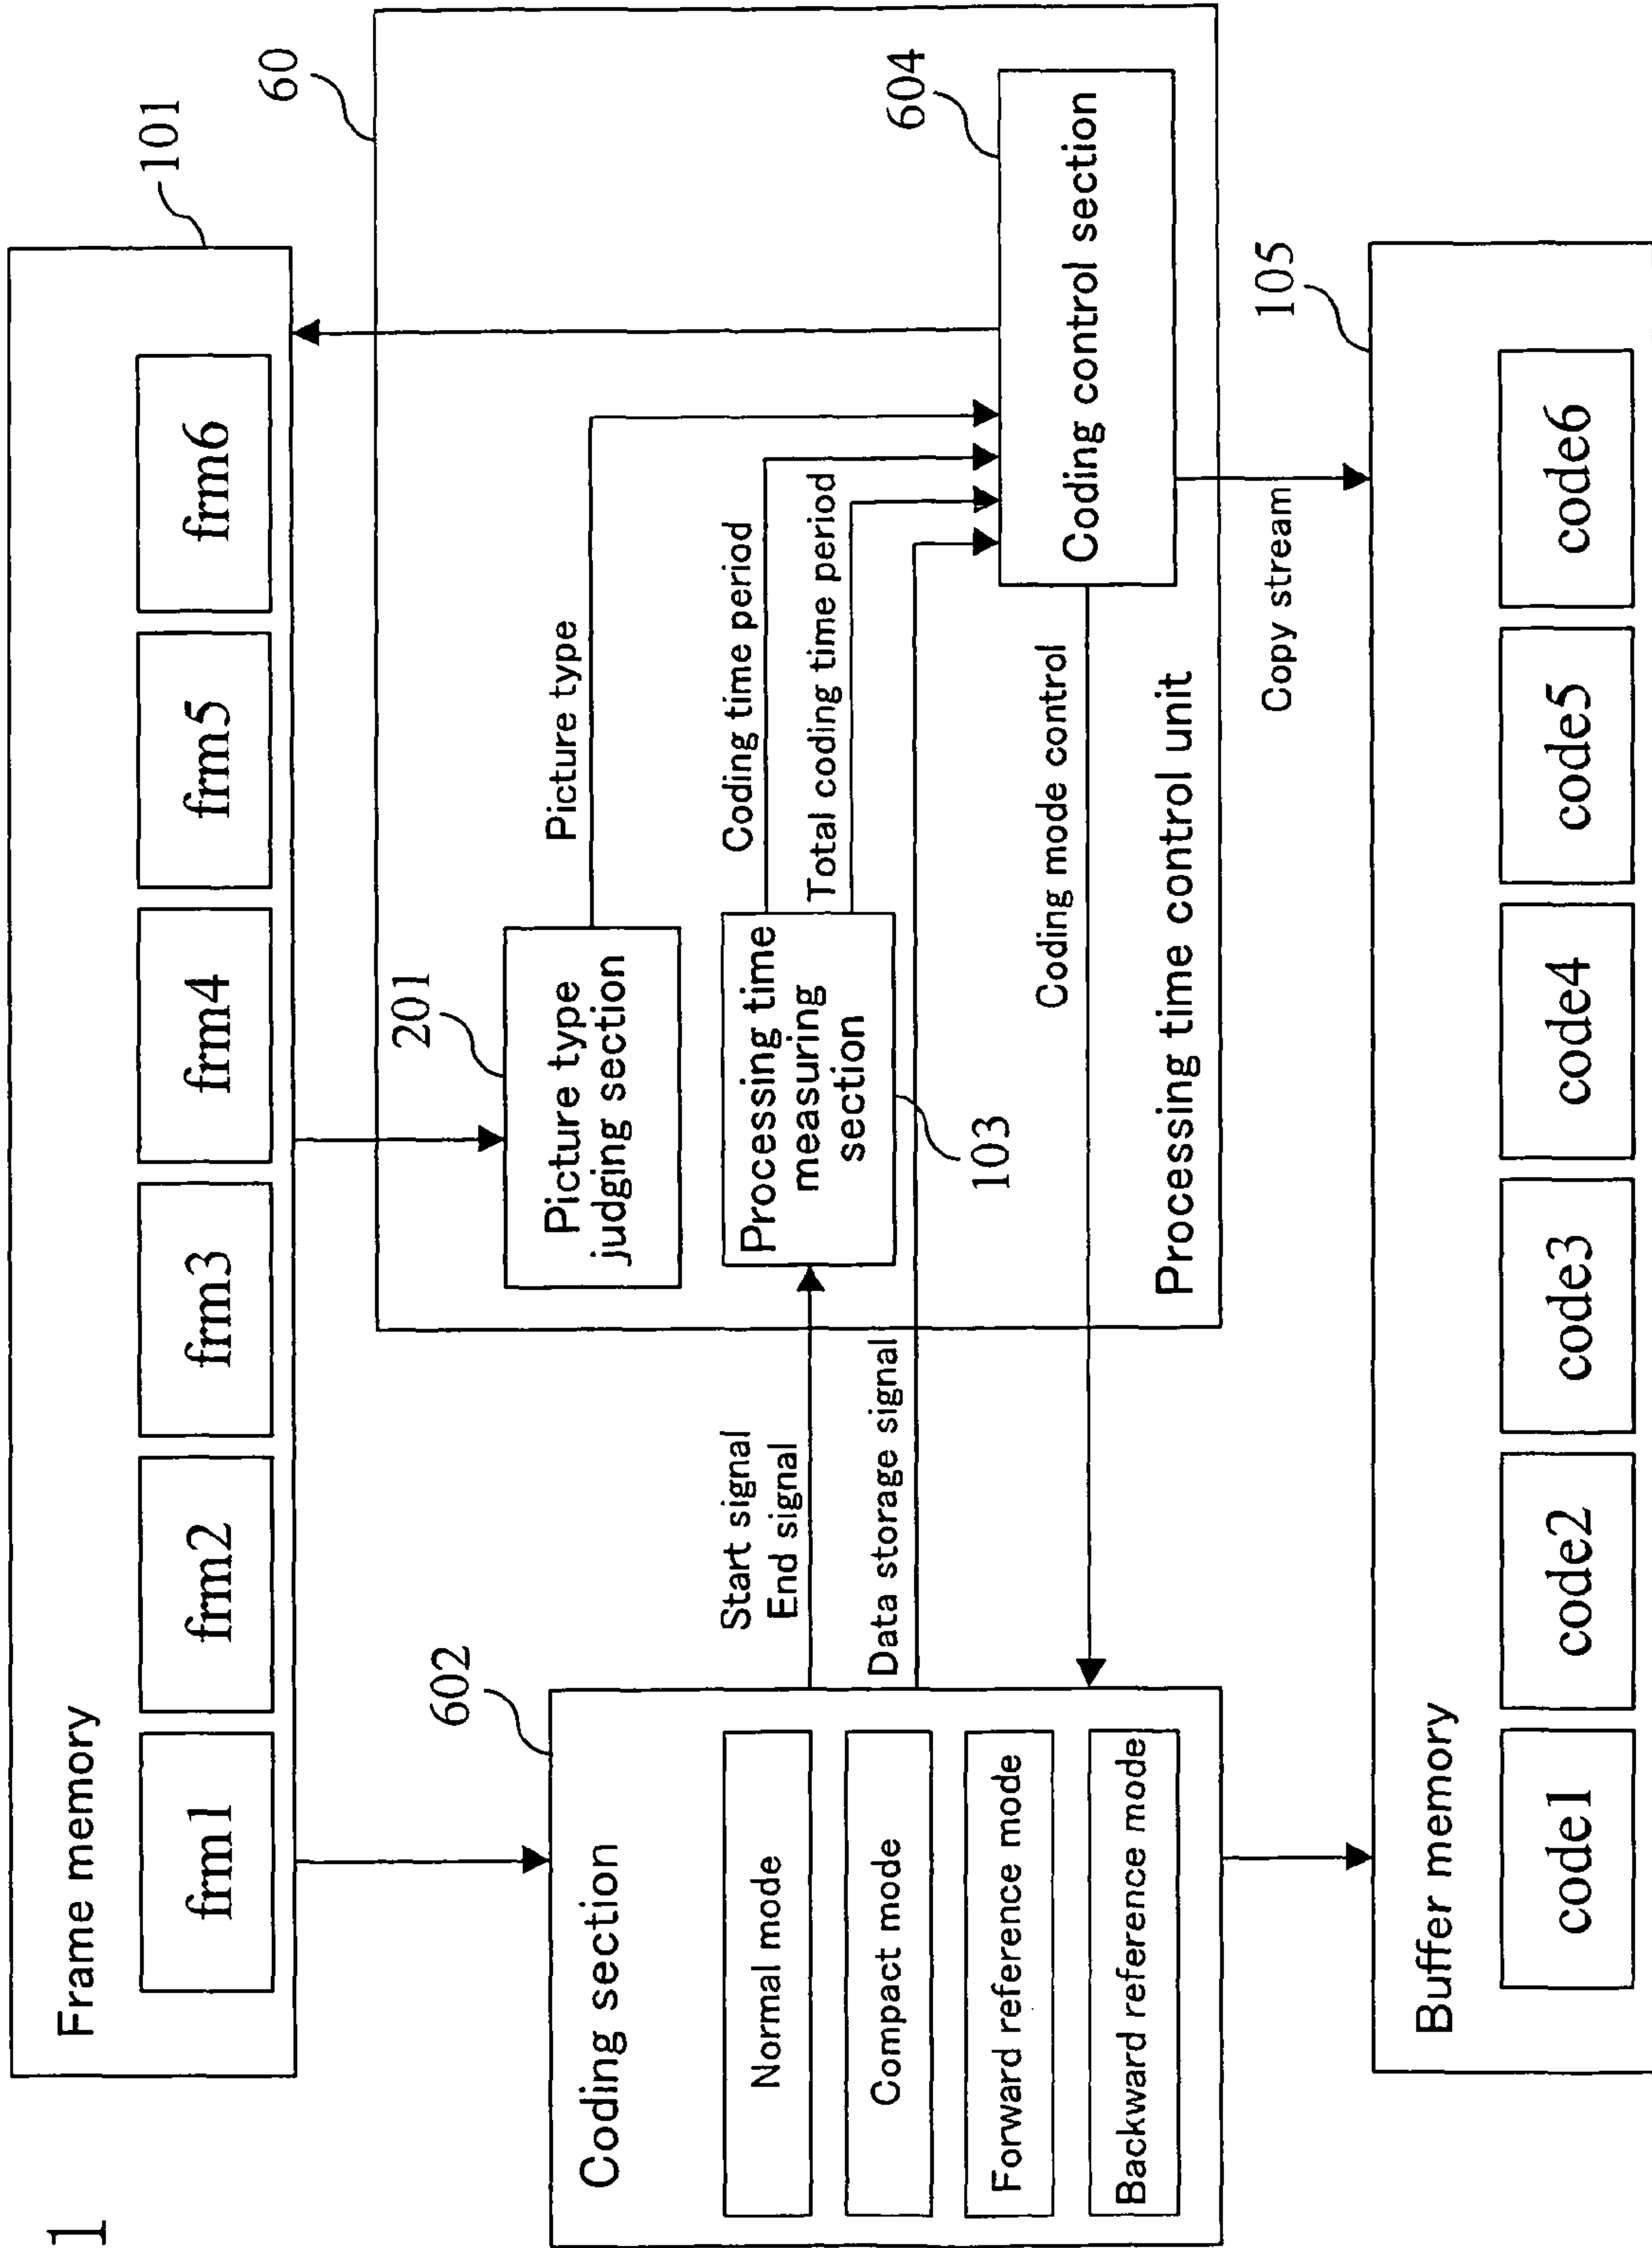 1
Frame memory
101
frm1
frm2
frm3
frm4
frm5
frm6
60
602
Coding section
Normal mode
Compact mode
Forward reference mode
Backward reference mode
Start signal
End signal
Data storage signal
201
Picture type
judging section
Picture type
Processing time
measuring
section
103
Coding time period
Total coding time period
604
Coding control section
Coding mode control
Processing time control unit
Copy stream
105
Buffer memory
code1
code2
code3
code4
code5
code6